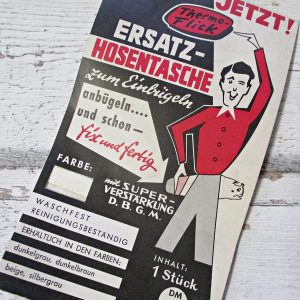 JETZT!
Thermo-
Flick
ERSATZ-
HOSENTASCHE
zum Einbügeln
anbügeln....
und schon—
fix und fertig
mit SUPER-
VERSTÄRKUNG
D. B. G. M.
FARBE:
WASCHFEST
REINIGUNGSBESTÄNDIG
ERHÄLTLICH IN DEN FARBEN:
dunkelgrau, dunkelbraun
beige, silbergrau
INHALT:
1 Stück
DM